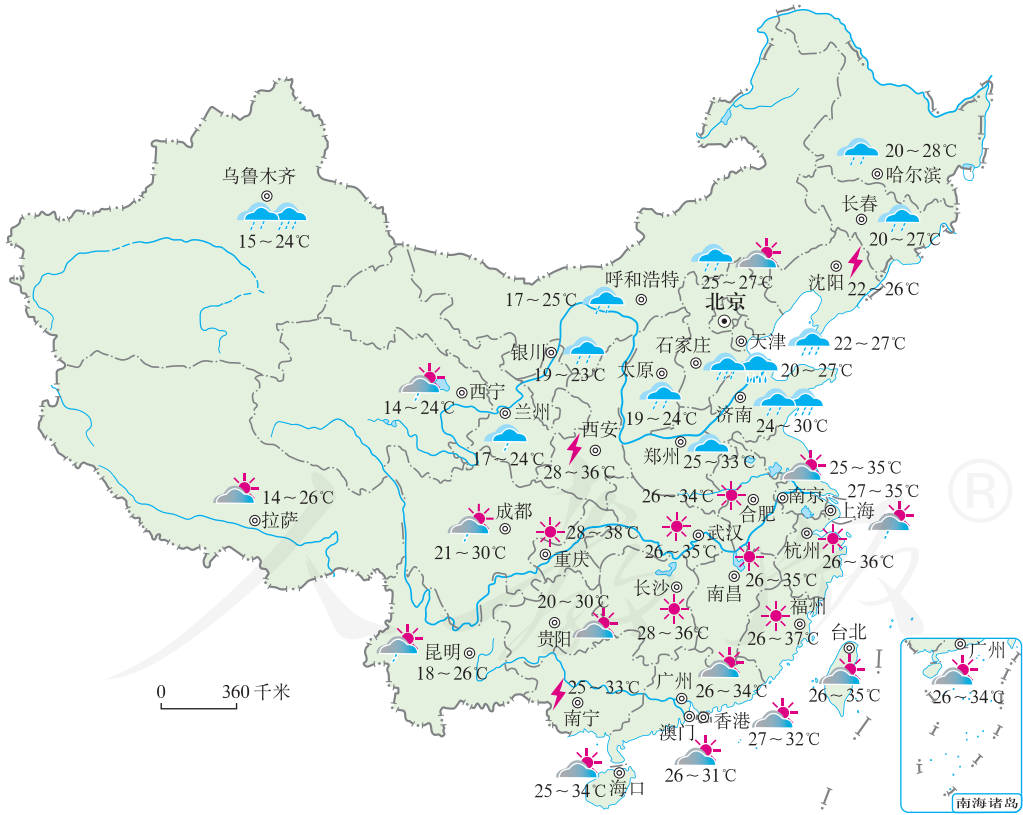 20～28℃
哈尔滨
乌鲁木齐
15～24℃
长春
20～27℃
沈阳
22～26℃
呼和浩特
17～25℃
25～27℃
北京
天津
22～27℃
银川
19～23℃
石家庄
太原
20～27℃
14～24℃
西宁
兰州
17～24℃
19～24℃
济南
24～30℃
西安
28～36℃
郑州
25～33℃
25～35℃
14～26℃
拉萨
26～34℃
合肥
南京
27～35℃
上海
成都
21～30℃
28～38℃
重庆
武汉
26～35℃
杭州
26～36℃
长沙
28～36℃
南昌
26～35℃
20～30℃
贵阳
福州
26～37℃
昆明
18～26℃
台北
26～35℃
25～33℃
南宁
广州
26～34℃
澳门
香港
27～32℃
26～31℃
25～34℃
海口
0
360千米
广州
26～34℃
南海诸岛
®